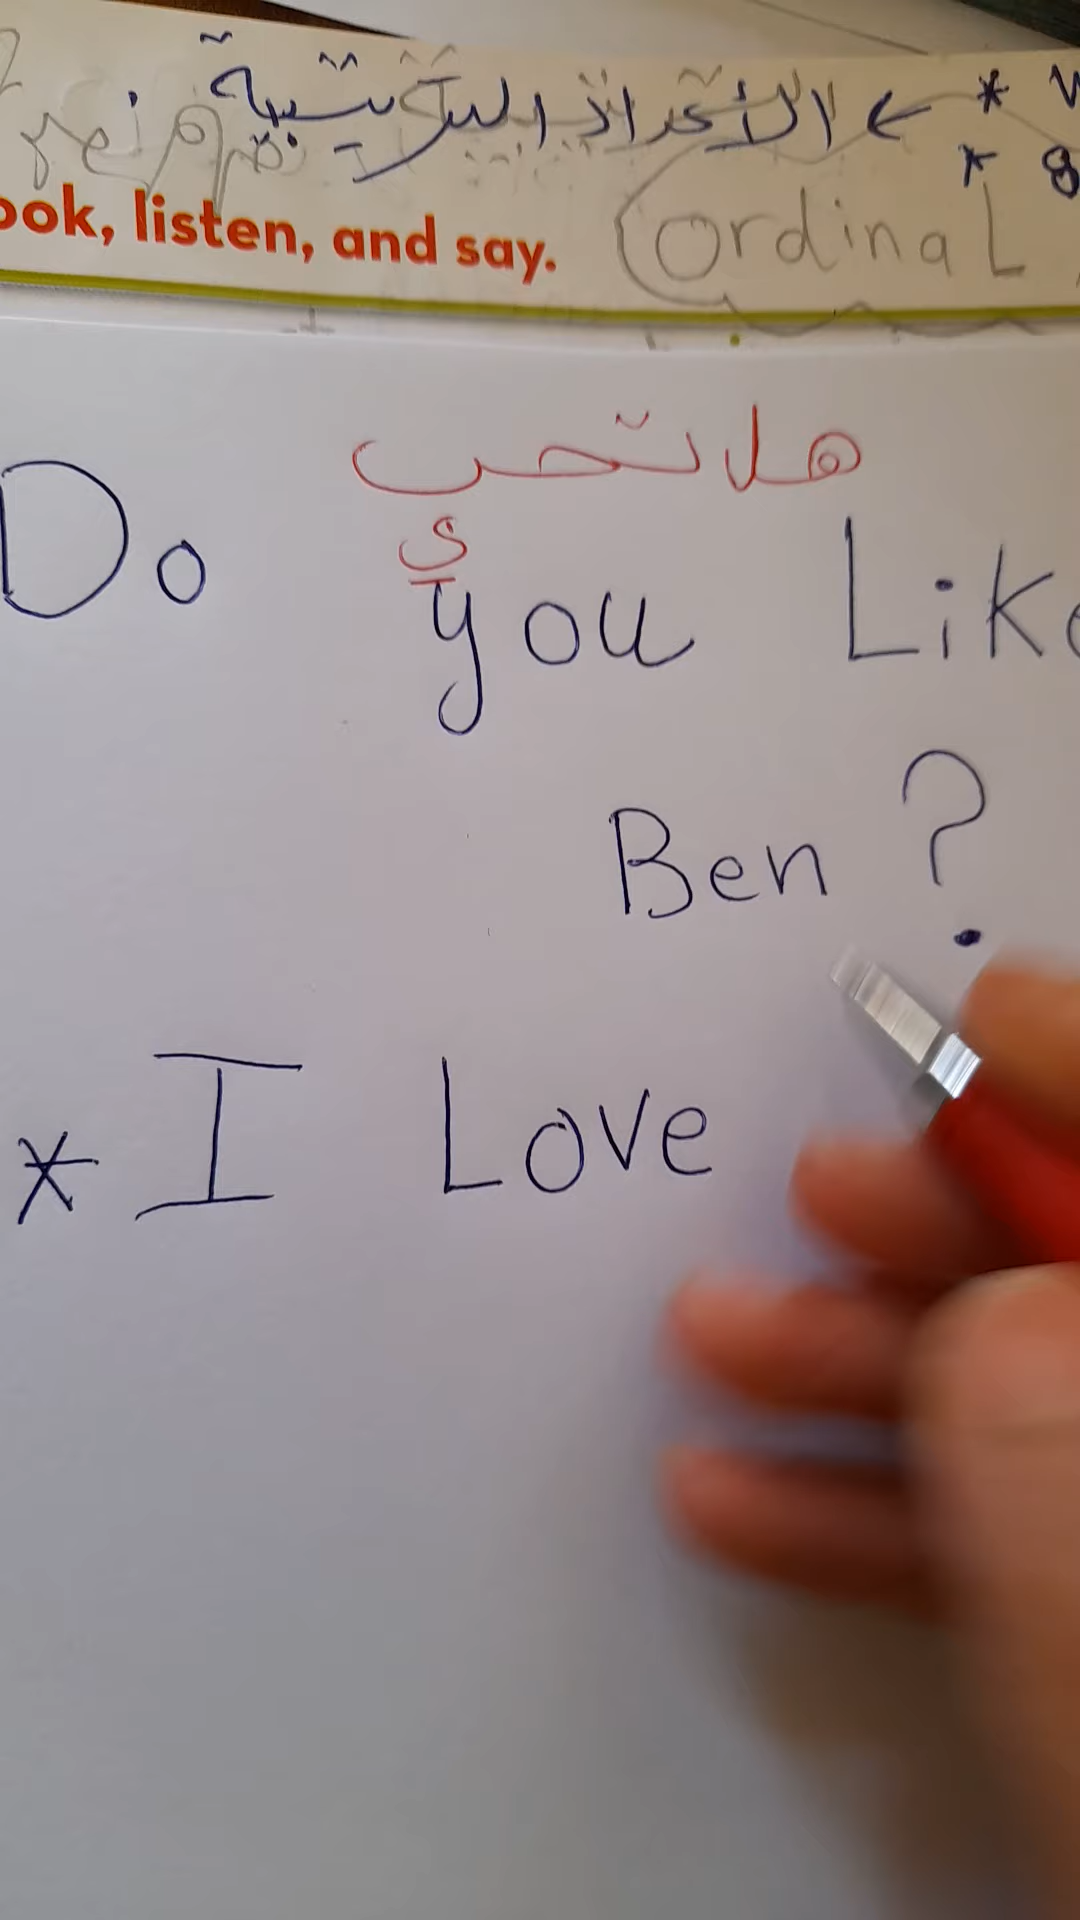 الأعداد الترتيبية ← *
*
ook, listen, and say. ordinaL
هل تحب
ي
Do you Like
Ben ?
* I Love